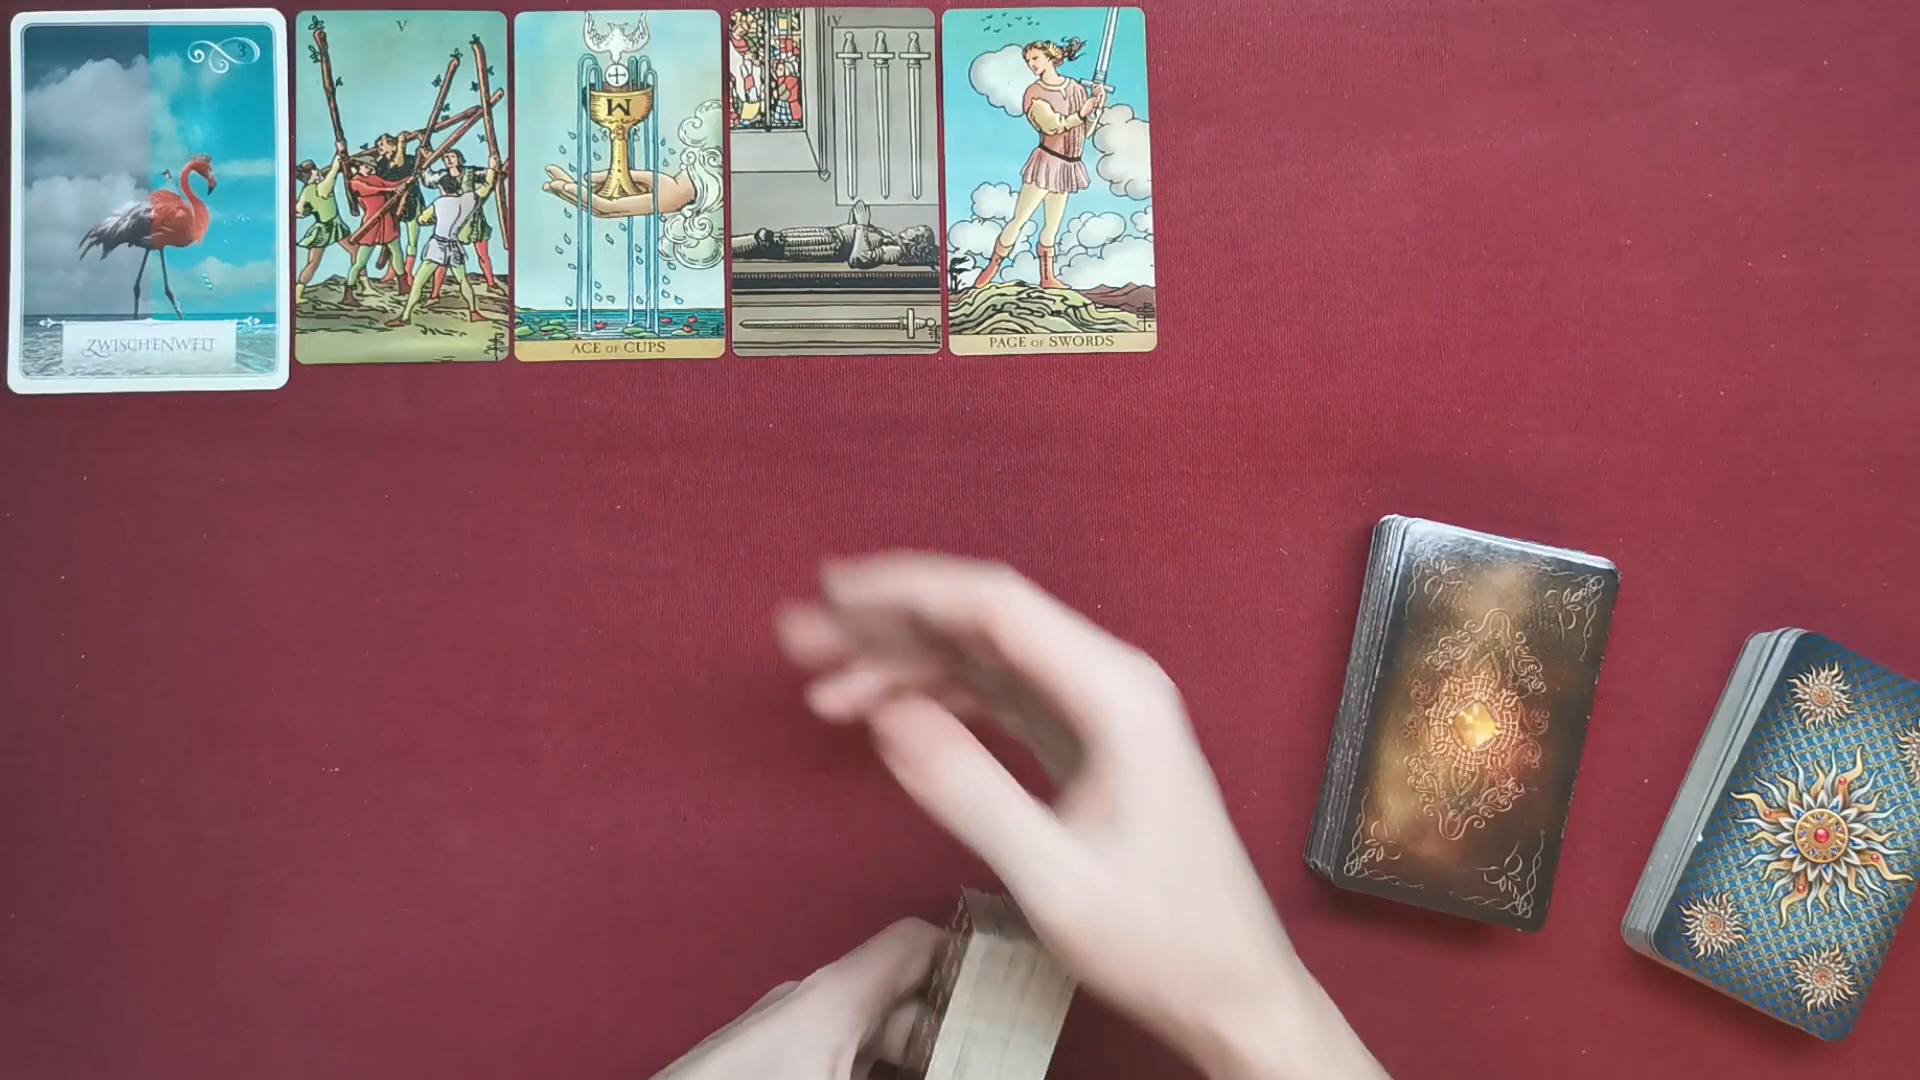 3
ZWISCHENWELT
V
W
ACE OF CUPS
IV
PAGE OF SWORDS